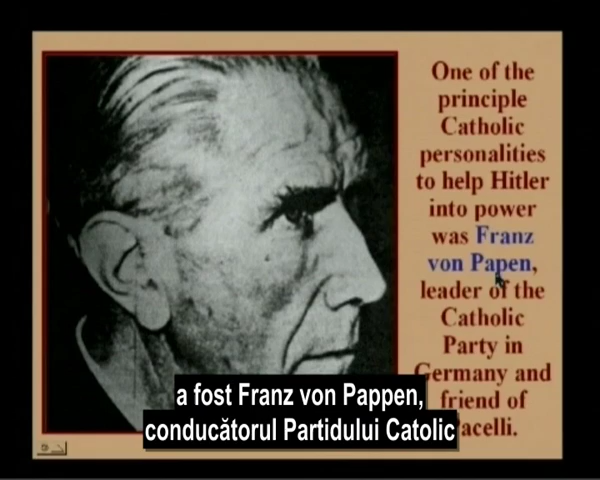 One of the
principle
Catholic
personalities
to help Hitler
into power
was Franz
von Papen,
leader of the
Catholic
Party in
Germany and
friend of
acelli.
a fost Franz von Pappen,
conducătorul Partidului Catolic